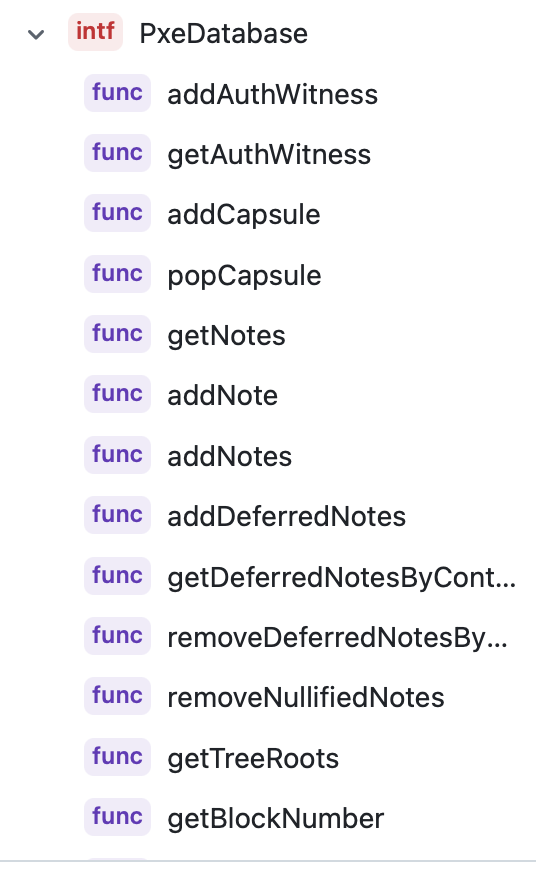 intf PxeDatabase
func addAuthWitness
func getAuthWitness
func addCapsule
func popCapsule
func getNotes
func addNote
func addNotes
func addDeferredNotes
func getDeferredNotesByCont...
func removeDeferredNotesBy...
func removeNullifiedNotes
func getTreeRoots
func getBlockNumber